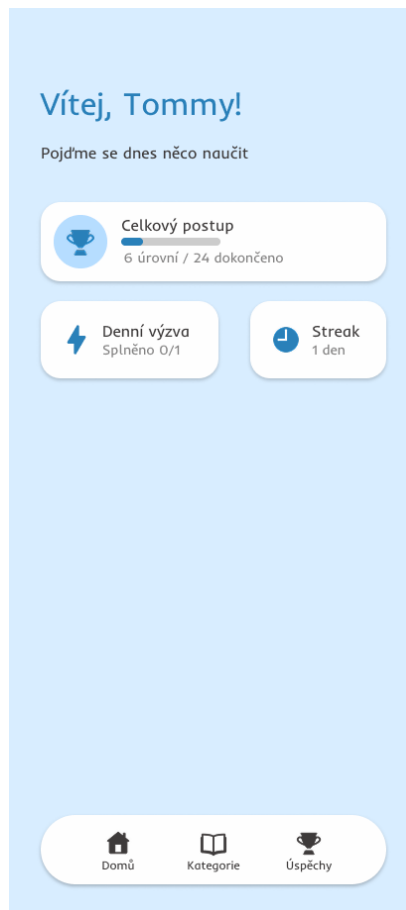 Vítej, Tommy!
Pojďme se dnes něco naučit
Celkový postup
6 úrovní / 24 dokončeno
Denní výzva
Splněno 0/1
Streak
1 den
Domů
Kategorie
Úspěchy